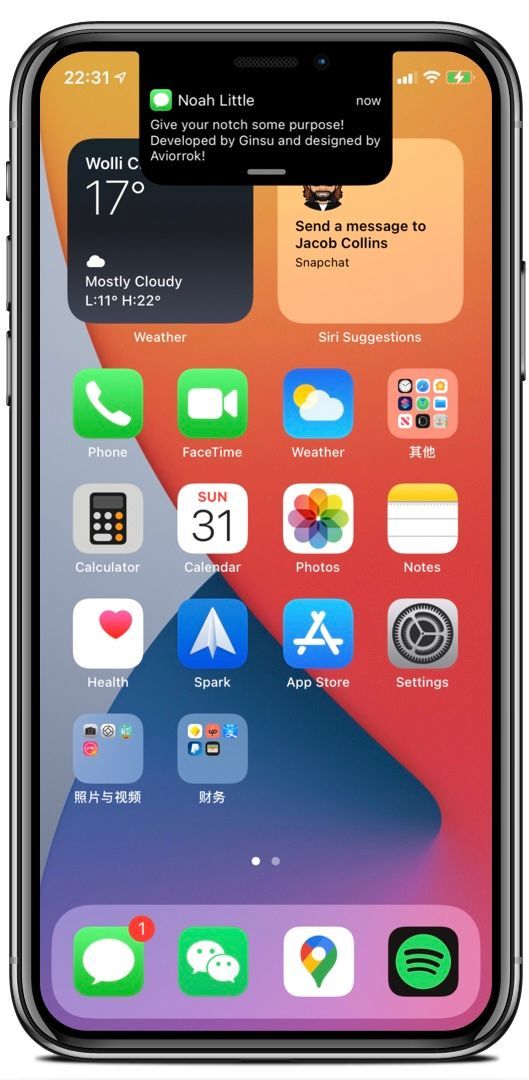 22:31
Noah Little
now
Give your notch some purpose!
Developed by Ginsu and designed by
Aviorrok!
Wolli C
17°
Mostly Cloudy
L:11° H:22°
Weather
Send a message to
Jacob Collins
Snapchat
Siri Suggestions
Phone
FaceTime
Weather
其他
Calculator
SUN
31
Calendar
Photos
Notes
Health
Spark
App Store
Settings
照片与视频
财务
1